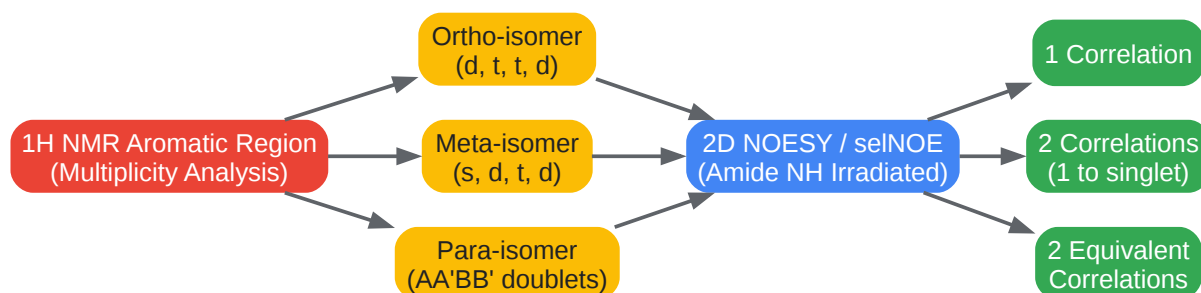 1H NMR Aromatic Region
(Multiplicity Analysis)
Ortho-isomer
(d, t, t, d)
Meta-isomer
(s, d, t, d)
Para-isomer
(AA'BB' doublets)
2D NOESY / selNOE
(Amide NH Irradiated)
1 Correlation
2 Correlations
(1 to singlet)
2 Equivalent
Correlations